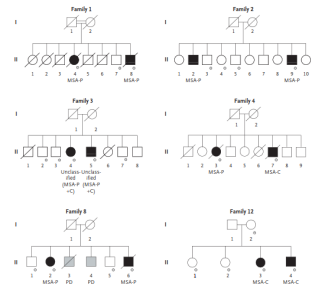 Family 1
I
1 2
II
1 2 3 4 5 6 7 8
MSA-P MSA-P
Family 2
I
1 2
II
1 2 3 4 5 6 7 8 9 10
MSA-P MSA-P
Family 3
I
1 2
II
1 2 3 4 5 6 7 8
Unclass-
ified
(MSA-P
+C)
Unclass-
ified
(MSA-P
+C)
Family 4
I
1 2
II
1 2 3 4 5 6 7 8 9
MSA-P MSA-C
Family 8
I
1 2
II
1 2 3 4 5 6
MSA-P PD PD MSA-P
Family 12
I
1 2
II
1 2 3 4
MSA-C MSA-C